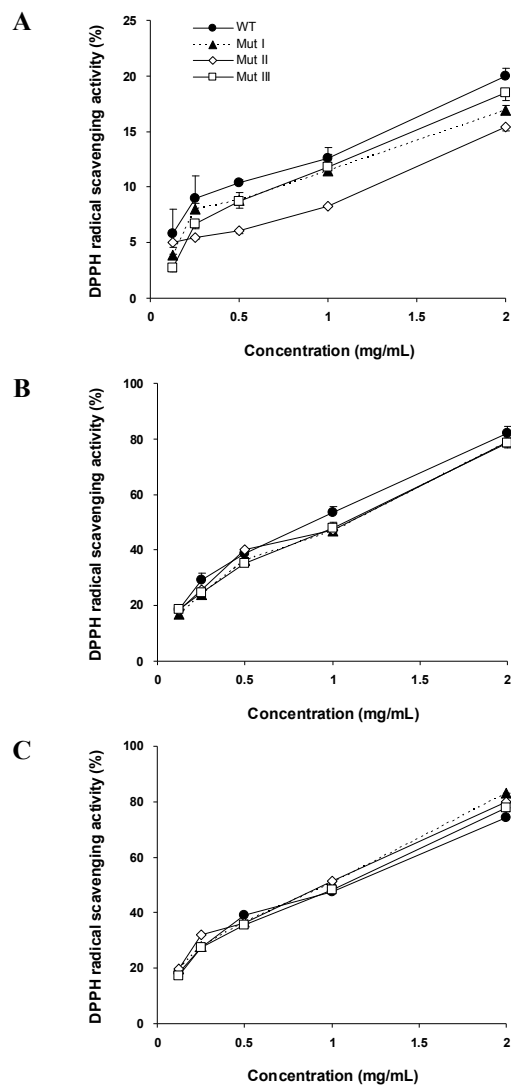 A
WT
Mut I
Mut II
Mut III
DPPH radical scavenging activity (%)
25
20
15
10
5
0
0 0.5 1 1.5 2
Concentration (mg/mL)
B
DPPH radical scavenging activity (%)
100
80
60
40
20
0
0 0.5 1 1.5 2
Concentration (mg/mL)
C
DPPH radical scavenging activity (%)
100
80
60
40
20
0
0 0.5 1 1.5 2
Concentration (mg/mL)